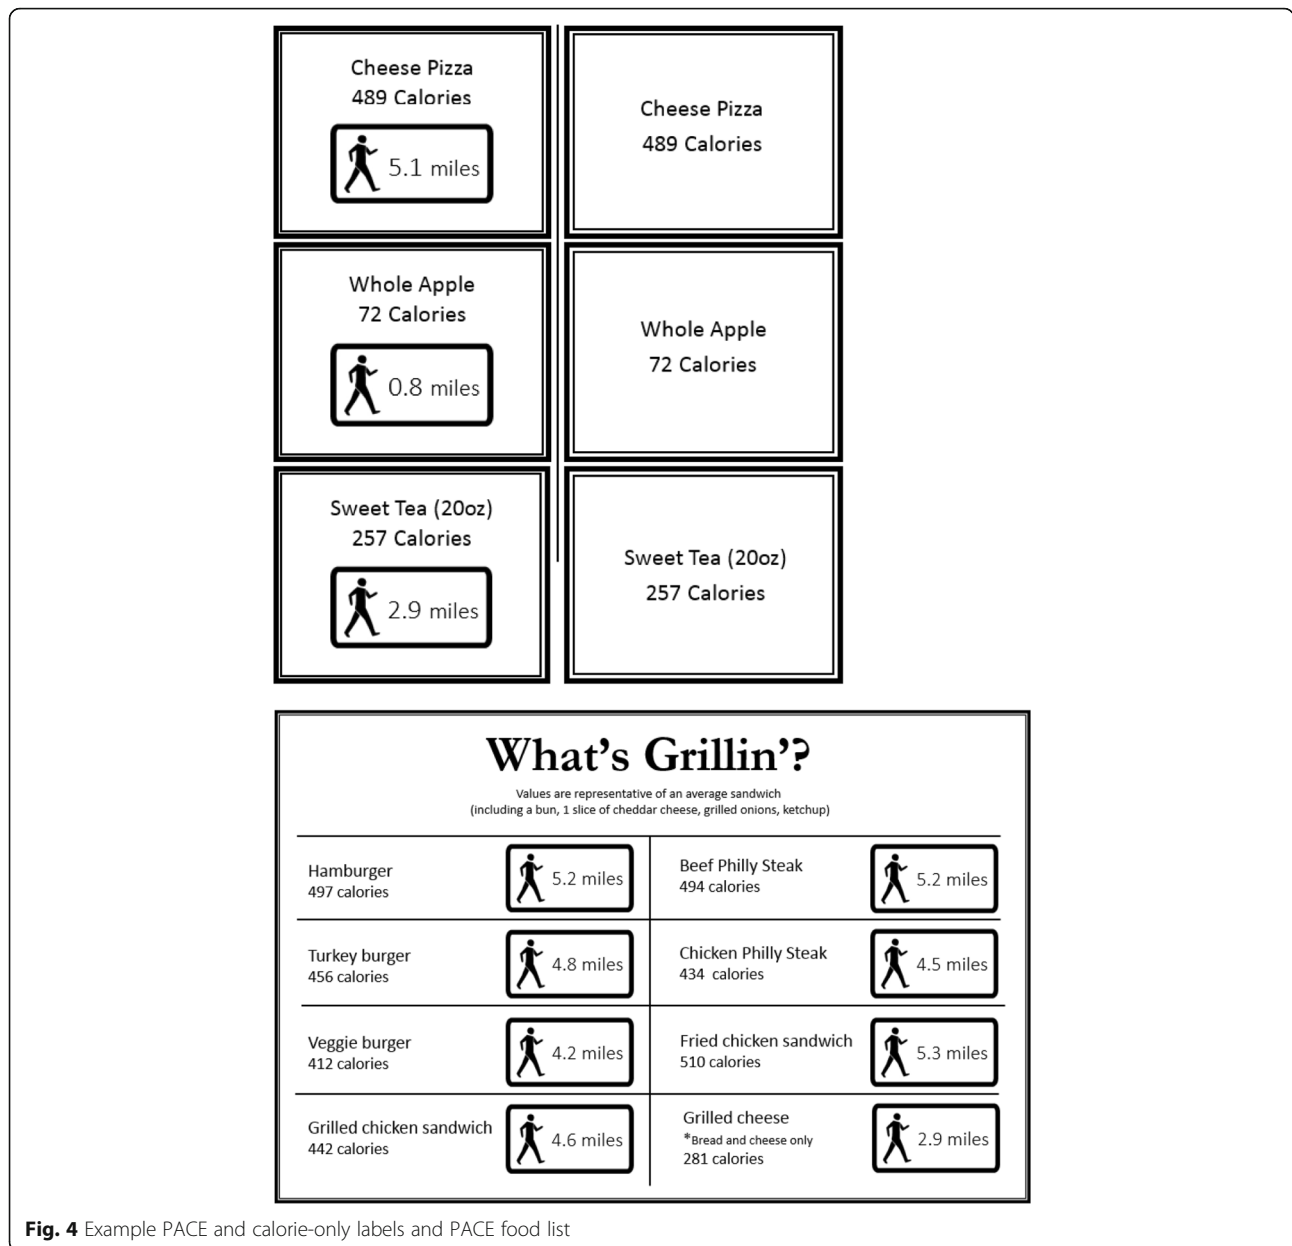 Cheese Pizza
489 Calories
5.1 miles
Cheese Pizza
489 Calories
Whole Apple
72 Calories
0.8 miles
Whole Apple
72 Calories
Sweet Tea (20oz)
257 Calories
2.9 miles
Sweet Tea (20oz)
257 Calories
What's Grillin'?
Values are representative of an average sandwich
(including a bun, 1 slice of cheddar cheese, grilled onions, ketchup)
Hamburger
497 calories
5.2 miles
Beef Philly Steak
494 calories
5.2 miles
Turkey burger
456 calories
4.8 miles
Chicken Philly Steak
434 calories
4.5 miles
Veggie burger
412 calories
4.2 miles
Fried chicken sandwich
510 calories
5.3 miles
Grilled chicken sandwich
442 calories
4.6 miles
Grilled cheese
*Bread and cheese only
281 calories
2.9 miles
Fig. 4 Example PACE and calorie-only labels and PACE food list